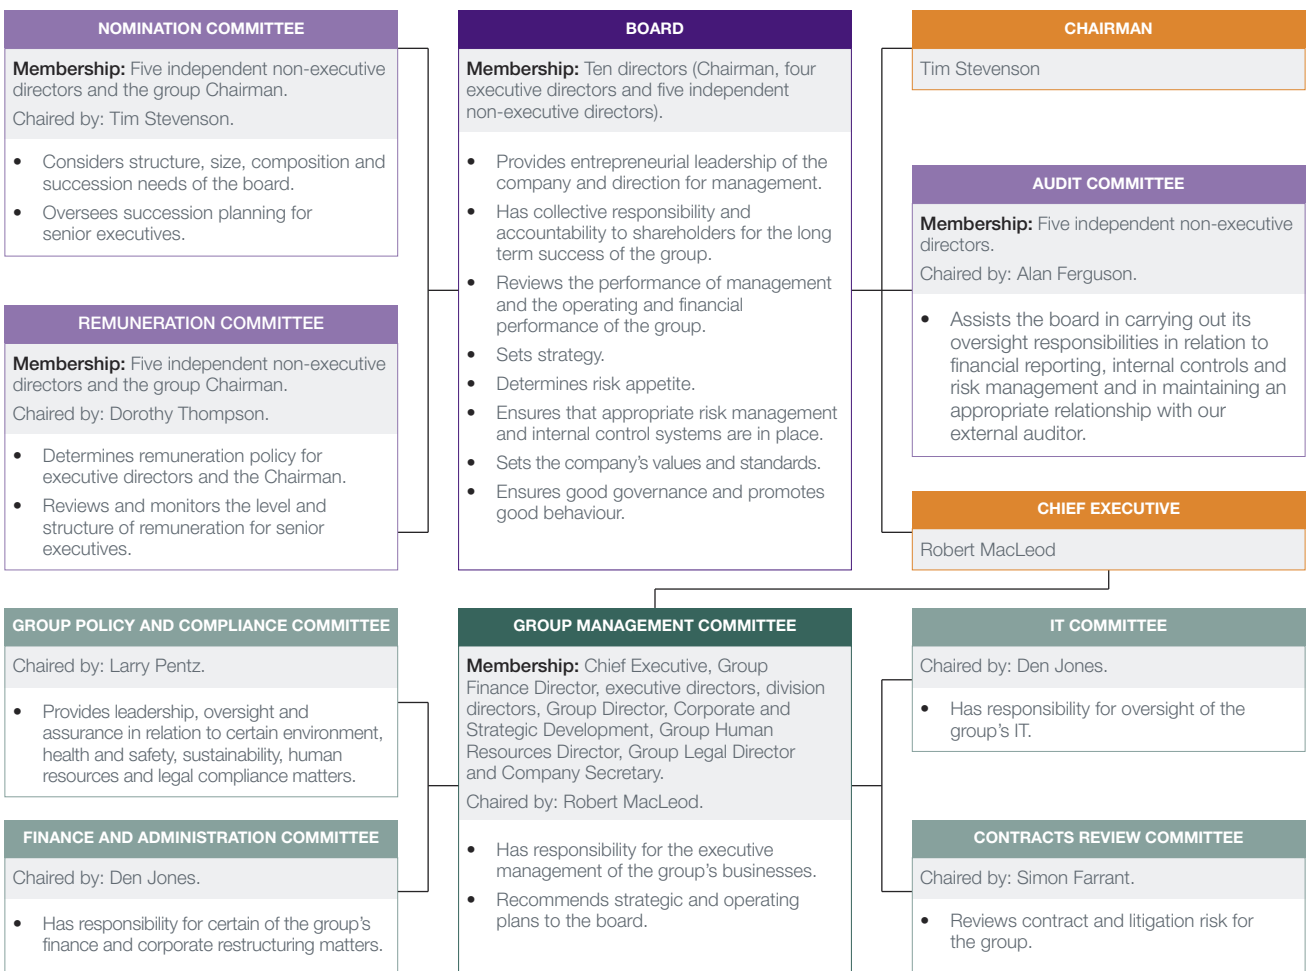 NOMINATION COMMITTEE
Membership: Five independent non-executive
directors and the group Chairman.
Chaired by: Tim Stevenson.
• Considers structure, size, composition and
succession needs of the board.
• Oversees succession planning for
senior executives.
REMUNERATION COMMITTEE
Membership: Five independent non-executive
directors and the group Chairman.
Chaired by: Dorothy Thompson.
• Determines remuneration policy for
executive directors and the Chairman.
• Reviews and monitors the level and
structure of remuneration for senior
executives.
BOARD
Membership: Ten directors (Chairman, four
executive directors and five independent
non-executive directors).
• Provides entrepreneurial leadership of the
company and direction for management.
• Has collective responsibility and
accountability to shareholders for the long
term success of the group.
• Reviews the performance of management
and the operating and financial
performance of the group.
• Sets strategy.
• Determines risk appetite.
• Ensures that appropriate risk management
and internal control systems are in place.
• Sets the company's values and standards.
• Ensures good governance and promotes
good behaviour.
CHAIRMAN
Tim Stevenson
AUDIT COMMITTEE
Membership: Five independent non-executive
directors.
Chaired by: Alan Ferguson.
• Assists the board in carrying out its
oversight responsibilities in relation to
financial reporting, internal controls and
risk management and in maintaining an
appropriate relationship with our
external auditor.
CHIEF EXECUTIVE
Robert MacLeod
GROUP POLICY AND COMPLIANCE COMMITTEE
Chaired by: Larry Pentz.
• Provides leadership, oversight and
assurance in relation to certain environment,
health and safety, sustainability, human
resources and legal compliance matters.
FINANCE AND ADMINISTRATION COMMITTEE
Chaired by: Den Jones.
• Has responsibility for certain of the group's
finance and corporate restructuring matters.
GROUP MANAGEMENT COMMITTEE
Membership: Chief Executive, Group
Finance Director, executive directors, division
directors, Group Director, Corporate and
Strategic Development, Group Human
Resources Director, Group Legal Director
and Company Secretary.
Chaired by: Robert MacLeod.
• Has responsibility for the executive
management of the group's businesses.
• Recommends strategic and operating
plans to the board.
IT COMMITTEE
Chaired by: Den Jones.
• Has responsibility for oversight of the
group's IT.
CONTRACTS REVIEW COMMITTEE
Chaired by: Simon Farrant.
• Reviews contract and litigation risk for
the group.